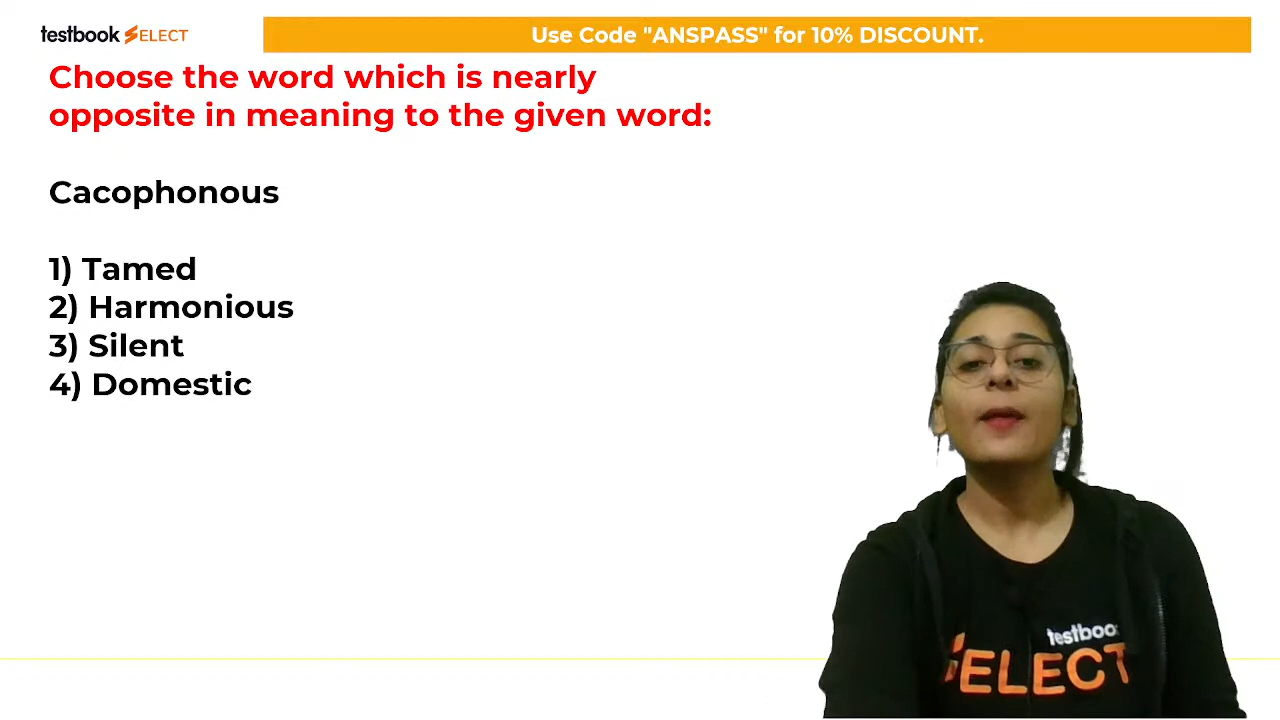 testbook SELECT
Use Code "ANSPASS" for 10% DISCOUNT.
Choose the word which is nearly
opposite in meaning to the given word:
Cacophonous
1) Tamed
2) Harmonious
3) Silent
4) Domestic
testbook
SELECT